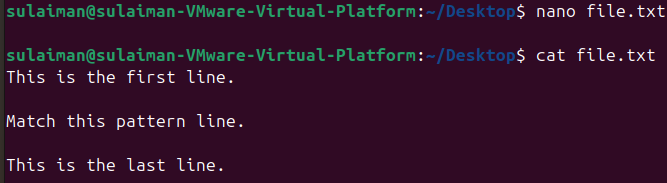 sulaiman@sulaiman-VMware-Virtual-Platform:~/Desktop$ nano file.txt
sulaiman@sulaiman-VMware-Virtual-Platform:~/Desktop$ cat file.txt
This is the first line.
Match this pattern line.
This is the last line.